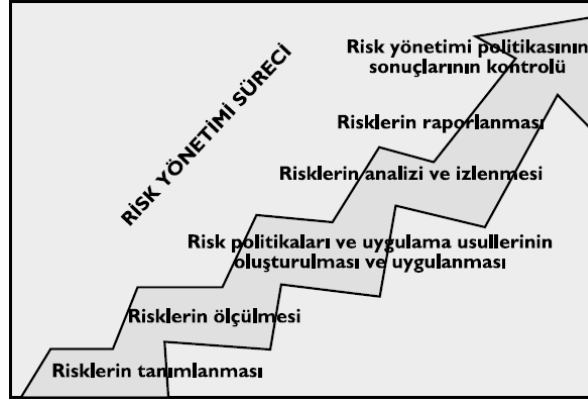 RİSK YÖNETİMİ SÜRECİ
Risk yönetimi politikasının
sonuçlarının kontrolü
Risklerin raporlanması
Risklerin analizi ve izlenmesi
Risk politikaları ve uygulama usullerinin
oluşturulması ve uygulanması
Risklerin ölçülmesi
Risklerin tanımlanması